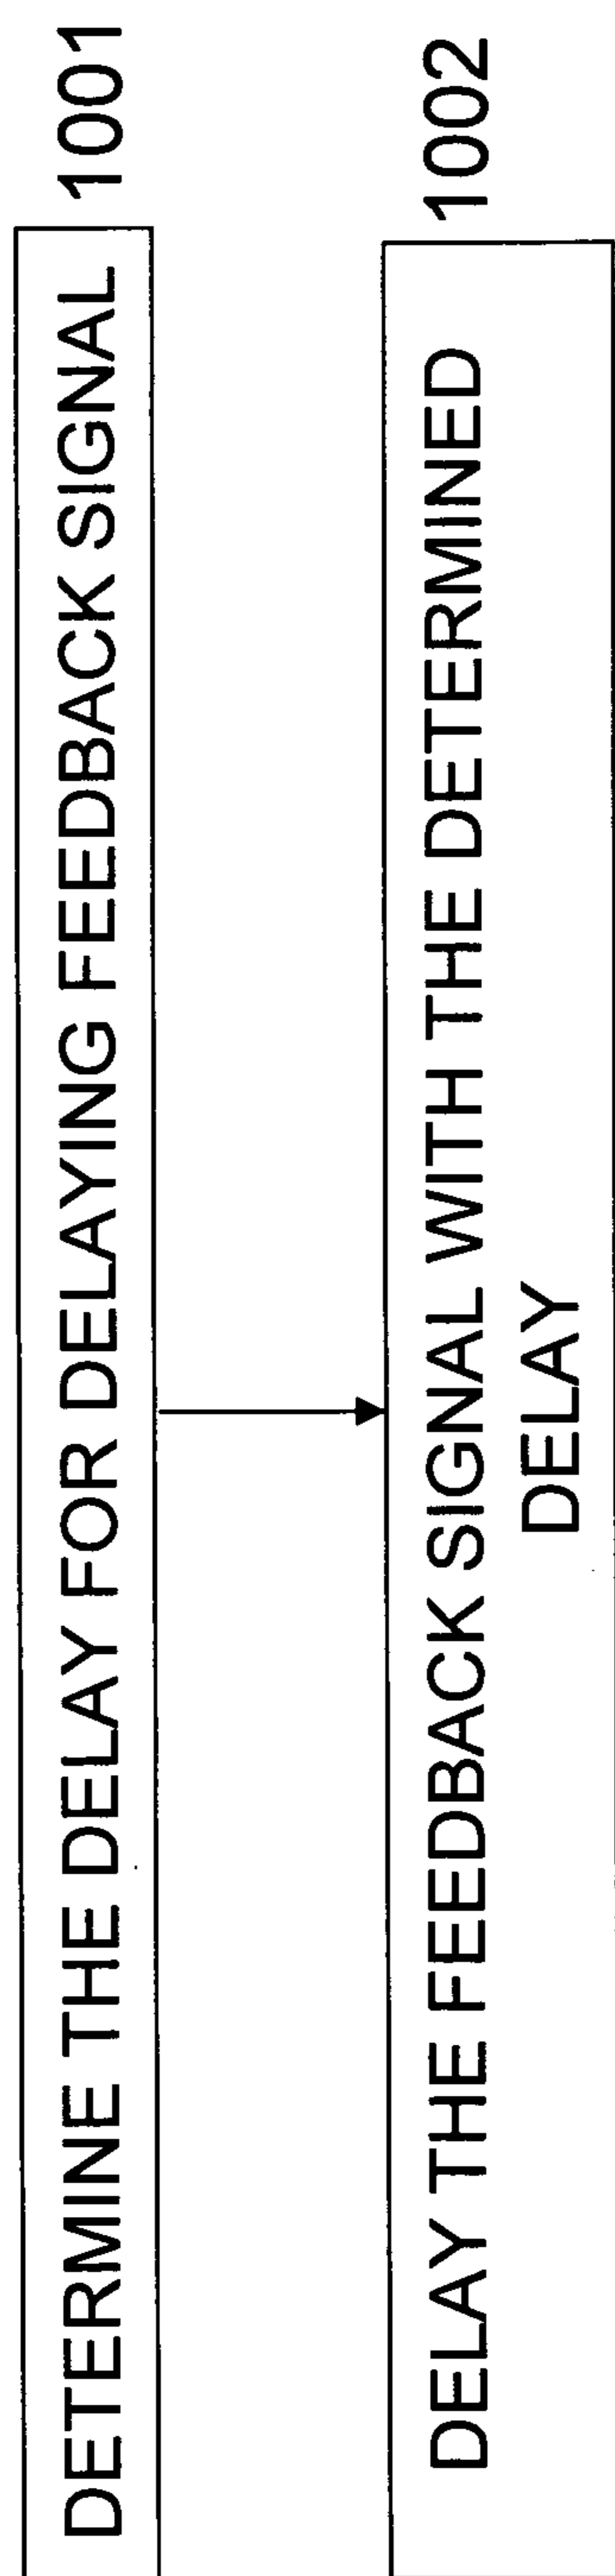 DETERMINE THE DELAY FOR DELAYING FEEDBACK SIGNAL 1001
DELAY THE FEEDBACK SIGNAL WITH THE DETERMINED 1002
DELAY